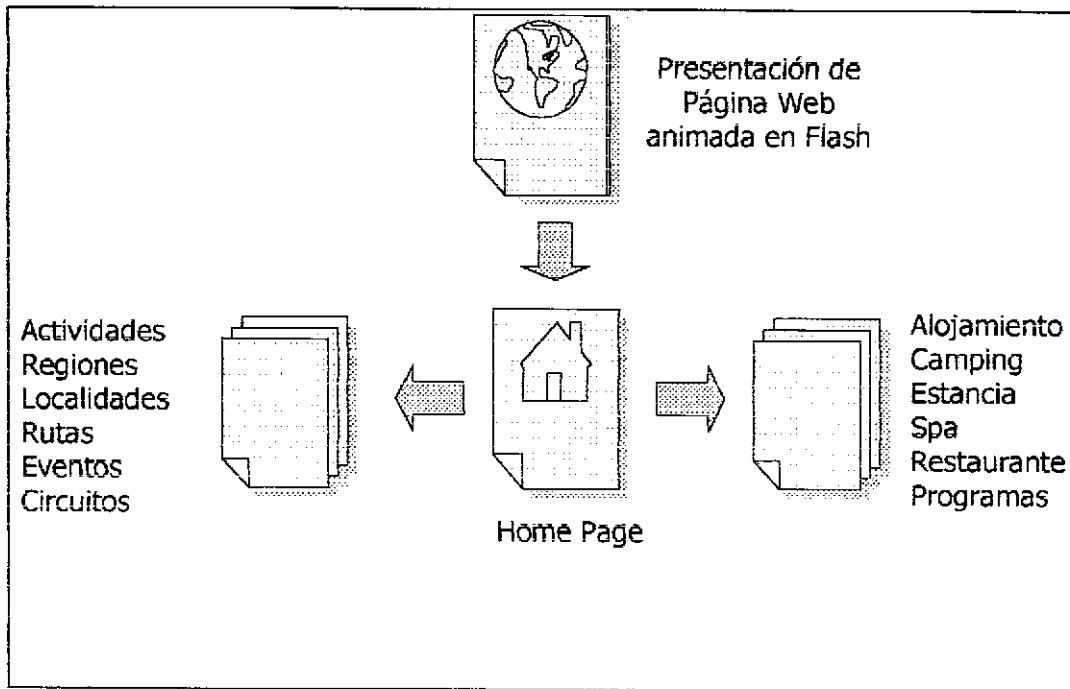 Presentación de
Página Web
animada en Flash
Actividades
Regiones
Localidades
Rutas
Eventos
Circuitos
Home Page
Alojamiento
Camping
Estancia
Spa
Restaurante
Programas